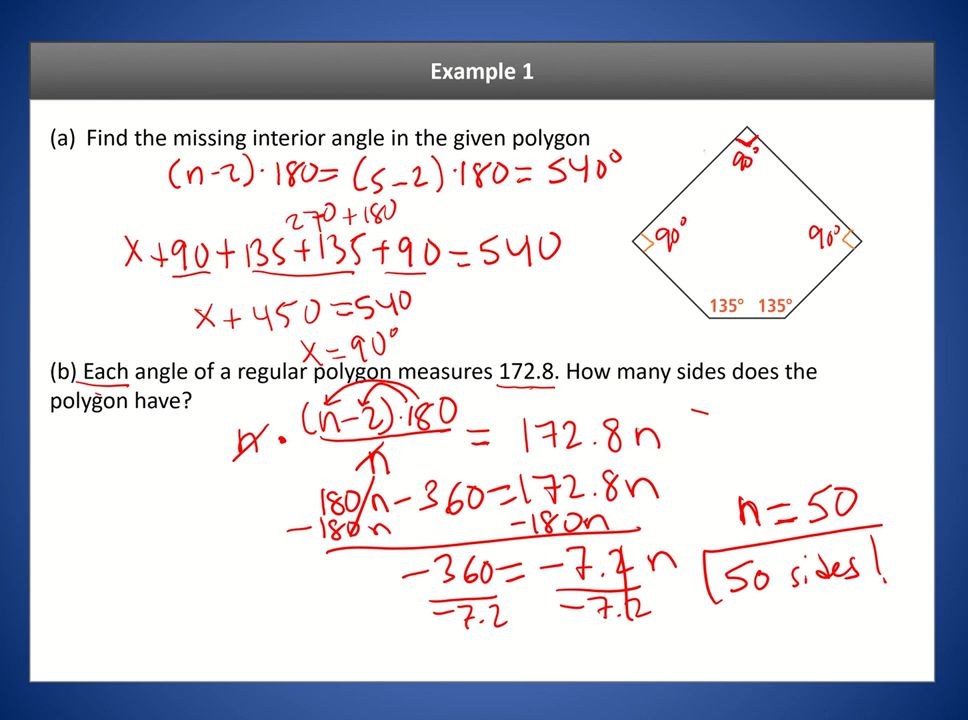 Example 1
(a) Find the missing interior angle in the given polygon
(n-2)·180=(5-2)·180=540°
270+180
x+90+135+135+90=540
x+450=540
x=90°
90°
90°
90°
135° 135°
(b) Each angle of a regular polygon measures 172.8. How many sides does the
polygon have?
n · (n-2)·180 / n = 172.8n
180n-360=172.8n
-180n -180n
-360=-7.2n
-7.2 -7.2
n=50
50 sides!